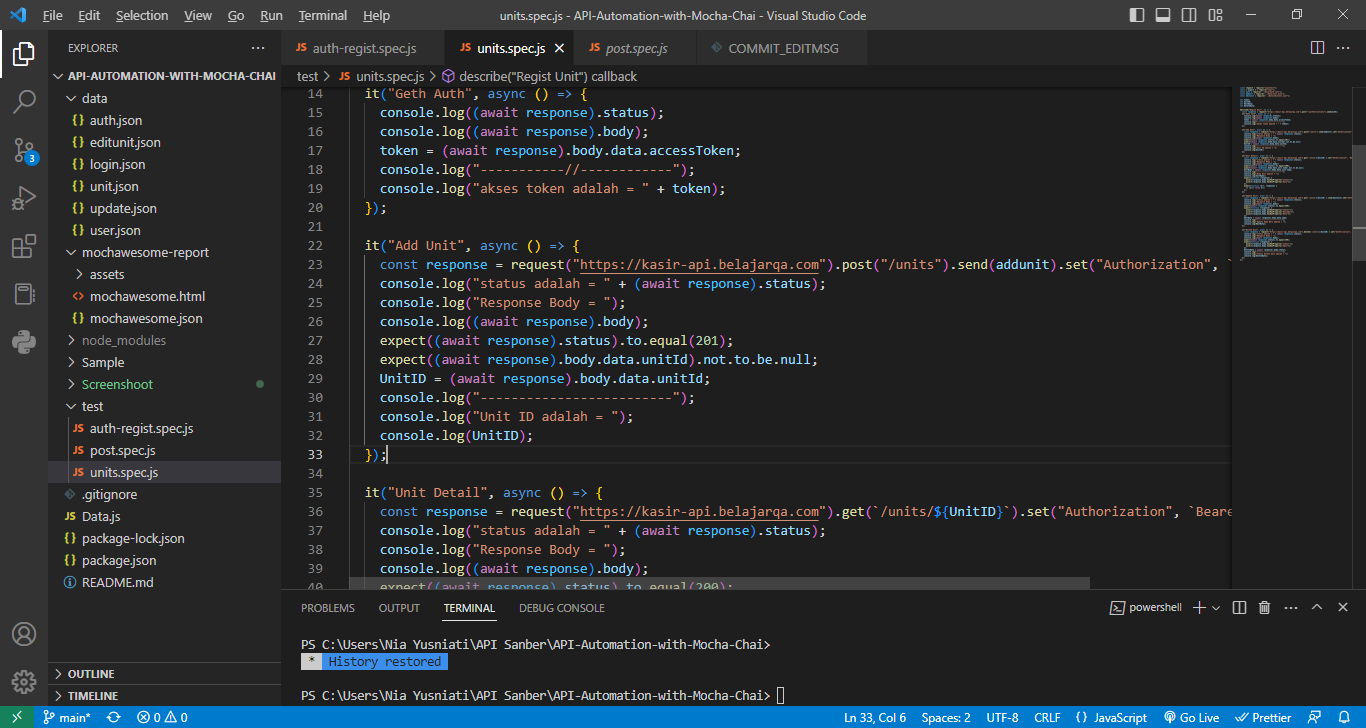 File Edit Selection View Go Run Terminal Help
units.spec.js - API-Automation-with-Mocha-Chai - Visual Studio Code
EXPLORER
API-AUTOMATION-WITH-MOCHA-CHAI
data
{} auth.json
{} editunit.json
{} login.json
{} unit.json
{} update.json
{} user.json
mochawesome-report
assets
<> mochawesome.html
{} mochawesome.json
node_modules
Sample
Screenshoot
test
JS auth-regist.spec.js
JS post.spec.js
JS units.spec.js
.gitignore
JS Data.js
{} package-lock.json
{} package.json
README.md
OUTLINE
TIMELINE
3
JS auth-regist.spec.js JS units.spec.js JS post.spec.js COMMIT_EDITMSG
test > JS units.spec.js > describe("Regist Unit") callback
14 it("Geth Auth", async () => {
15 console.log((await response).status);
16 console.log((await response).body);
17 token = (await response).body.data.accessToken;
18 console.log("-----------//------------");
19 console.log("akses token adalah = " + token);
20 });
21
22 it("Add Unit", async () => {
23 const response = request("https://kasir-api.belajarqa.com").post("/units").send(addunit).set("Authorization", `
24 console.log("status adalah = " + (await response).status);
25 console.log("Response Body = ");
26 console.log((await response).body);
27 expect((await response).status).to.equal(201);
28 expect((await response).body.data.unitId).not.to.be.null;
29 UnitID = (await response).body.data.unitId;
30 console.log("-------------------------");
31 console.log("Unit ID adalah = ");
32 console.log(UnitID);
33 });
34
35 it("Unit Detail", async () => {
36 const response = request("https://kasir-api.belajarqa.com").get(`/units/${UnitID}`).set("Authorization", `Beare
37 console.log("status adalah = " + (await response).status);
38 console.log("Response Body = ");
39 console.log((await response).body);
40 expect((await response).status).to.equal(200);
PROBLEMS OUTPUT TERMINAL DEBUG CONSOLE
powershell
PS C:\Users\Nia Yusniati\API Sanber\API-Automation-with-Mocha-Chai>
* History restored
PS C:\Users\Nia Yusniati\API Sanber\API-Automation-with-Mocha-Chai>
main* 0 0 Ln 33, Col 6 Spaces: 2 UTF-8 CRLF {} JavaScript Go Live Prettier